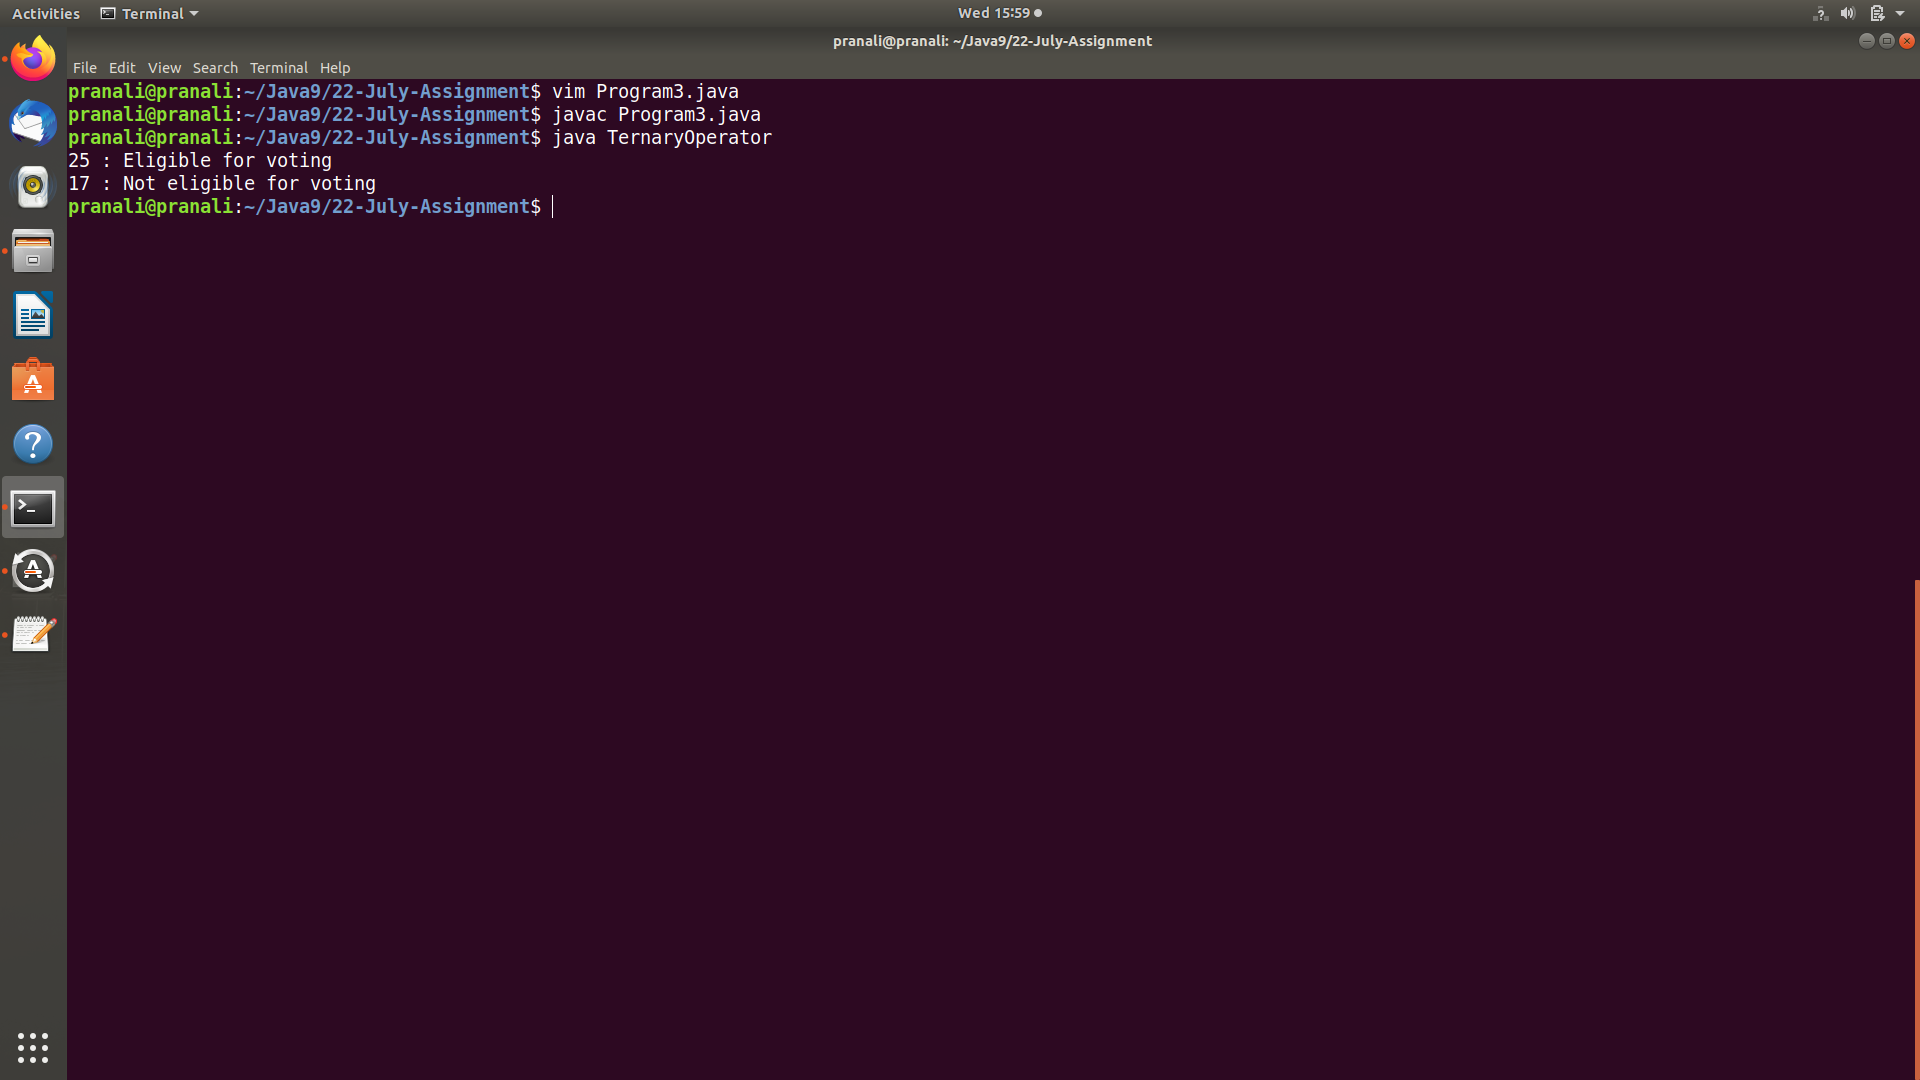 Activities Terminal Wed 15:59
pranali@pranali: ~/Java9/22-July-Assignment
File Edit View Search Terminal Help
pranali@pranali:~/Java9/22-July-Assignment$ vim Program3.java
pranali@pranali:~/Java9/22-July-Assignment$ javac Program3.java
pranali@pranali:~/Java9/22-July-Assignment$ java TernaryOperator
25 : Eligible for voting
17 : Not eligible for voting
pranali@pranali:~/Java9/22-July-Assignment$